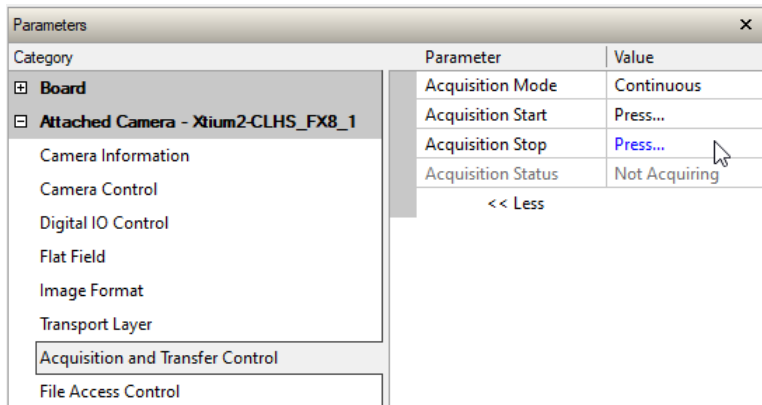 Parameters
Category
Board
Attached Camera - Xtium2-CLHS_FX8_1
Camera Information
Camera Control
Digital IO Control
Flat Field
Image Format
Transport Layer
Acquisition and Transfer Control
File Access Control
Parameter Value
Acquisition Mode Continuous
Acquisition Start Press...
Acquisition Stop Press...
Acquisition Status Not Acquiring
<< Less